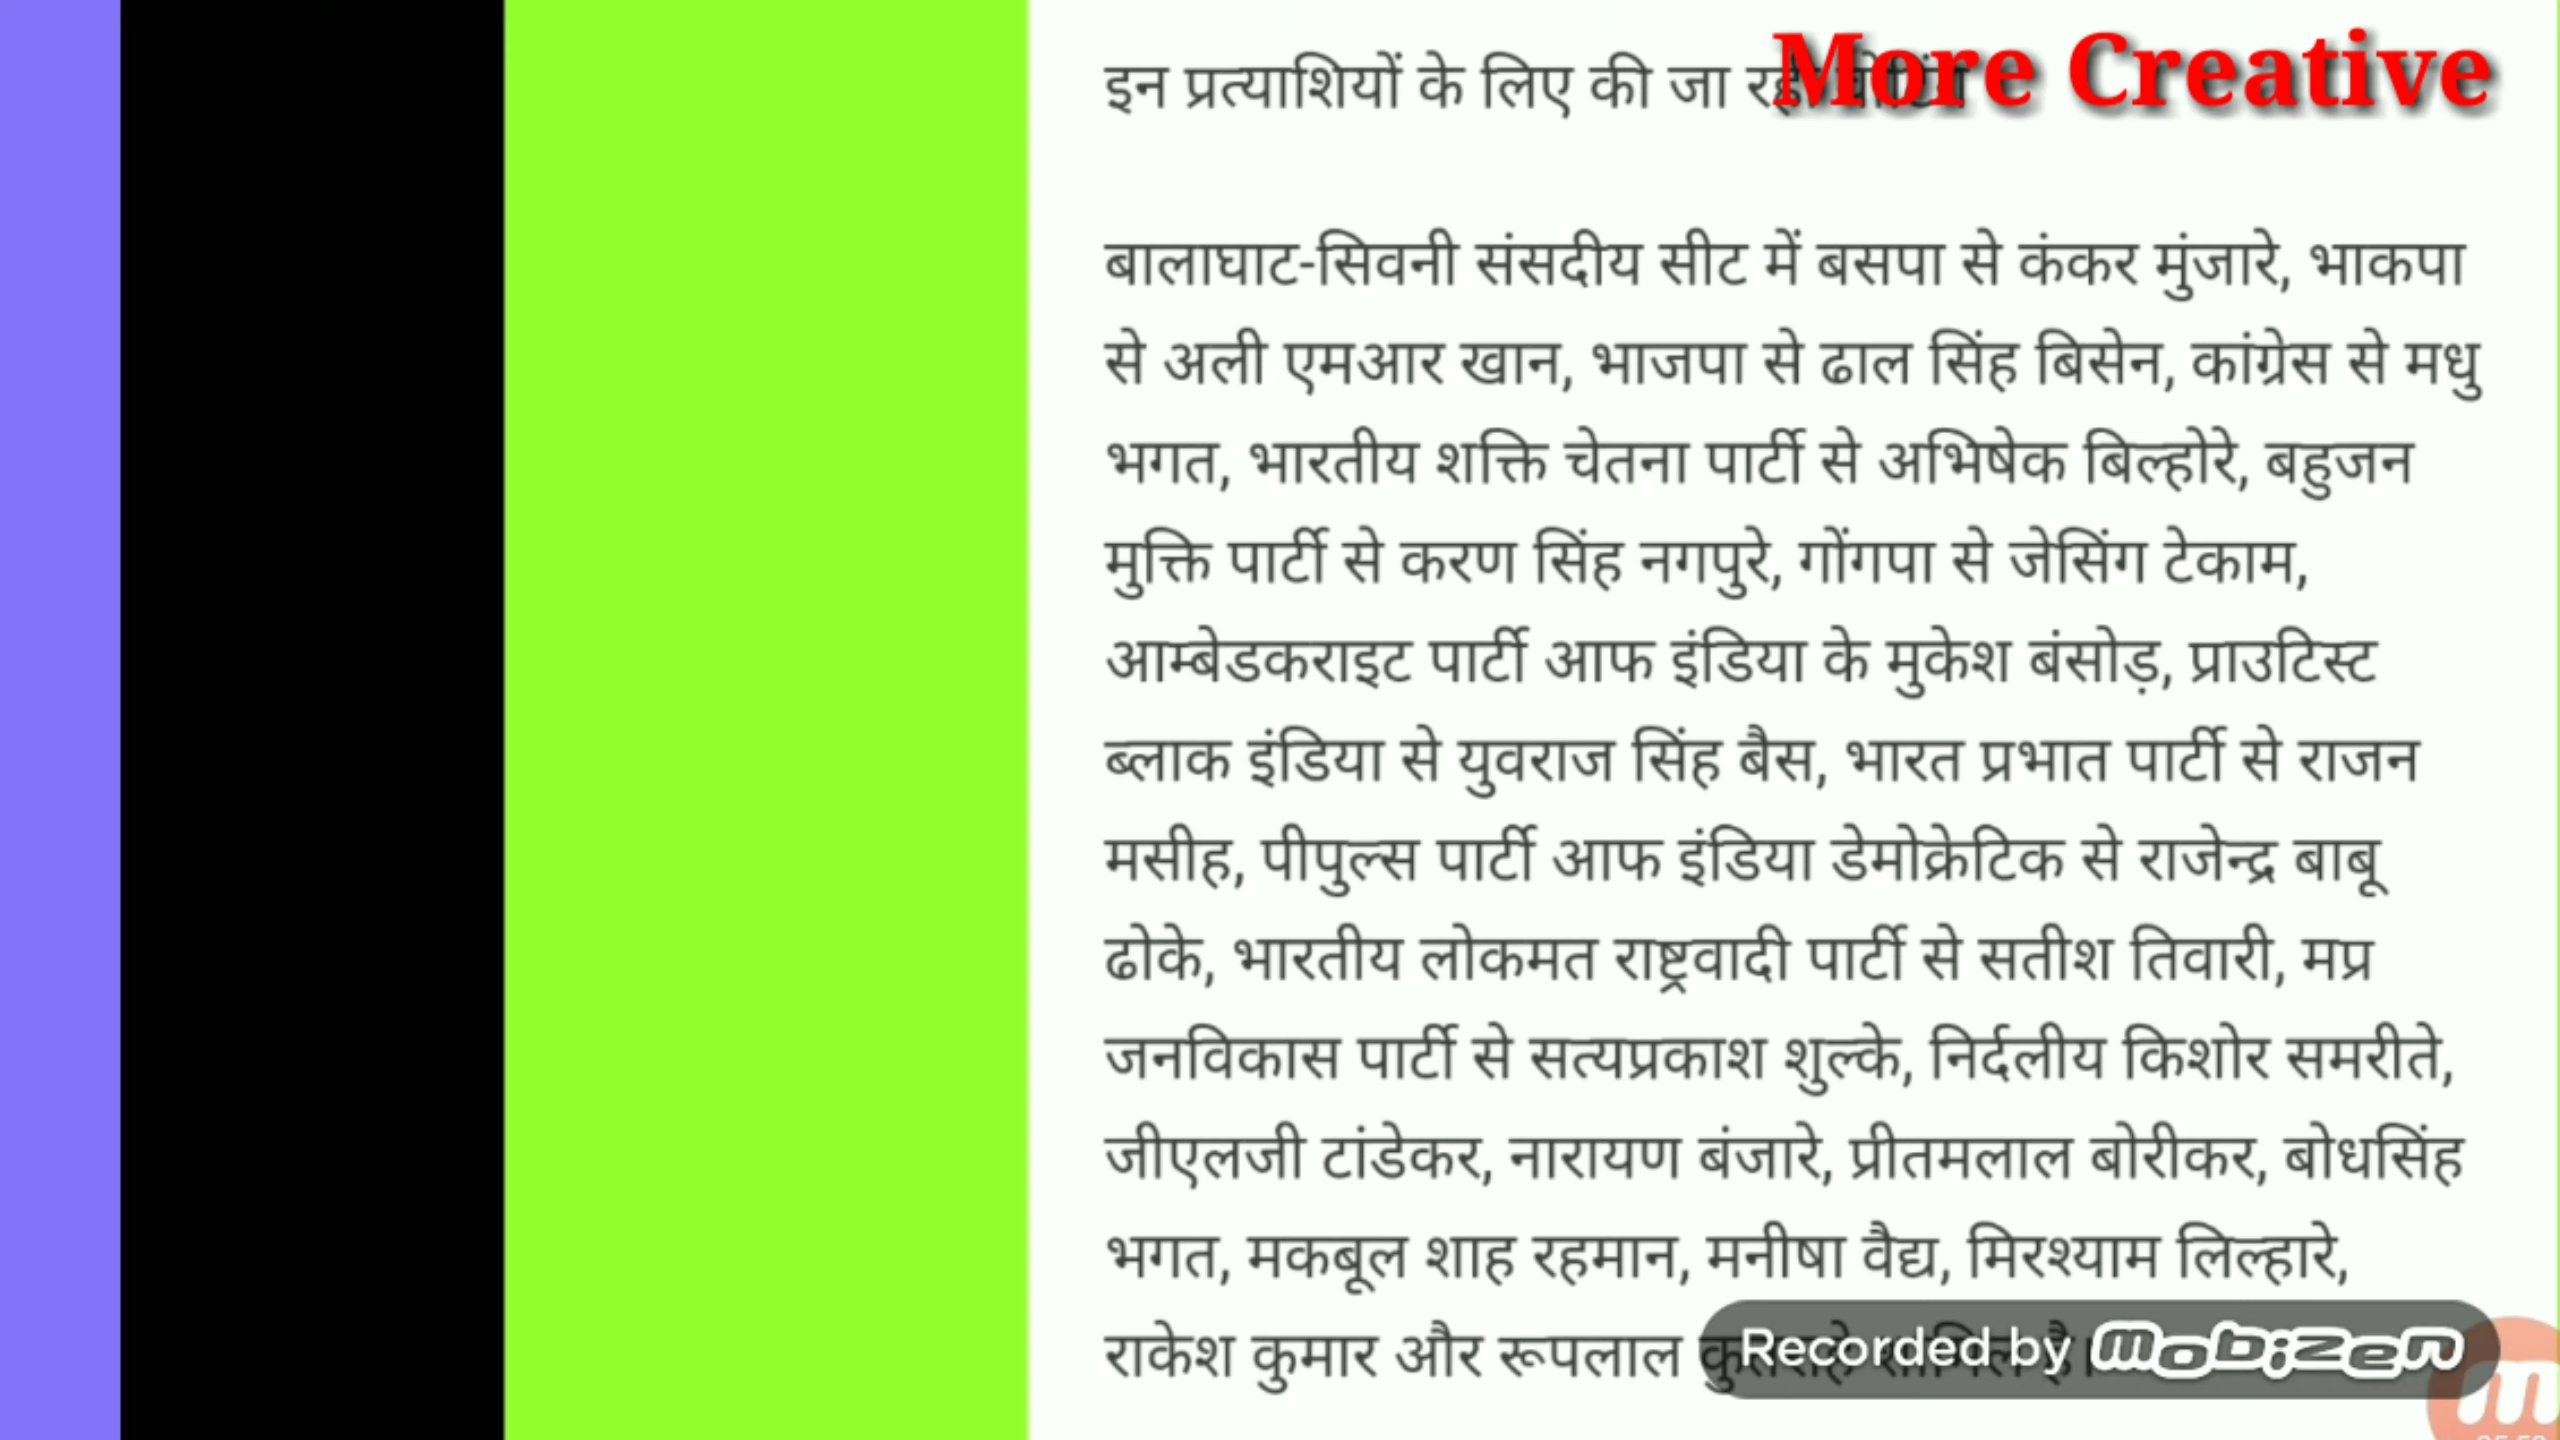 इन प्रत्याशियों के लिए की जा
More Creative
बालाघाट-सिवनी संसदीय सीट में बसपा से कंकर मुंजारे, भाकपा
से अली एमआर खान, भाजपा से ढाल सिंह बिसेन, कांग्रेस से मधु
भगत, भारतीय शक्ति चेतना पार्टी से अभिषेक बिल्होरे, बहुजन
मुक्ति पार्टी से करण सिंह नगपुरे, गोंगपा से जेसिंग टेकाम,
आम्बेडकराइट पार्टी आफ इंडिया के मुकेश बंसोड़, प्राउटिस्ट
ब्लाक इंडिया से युवराज सिंह बैस, भारत प्रभात पार्टी से राजन
मसीह, पीपुल्स पार्टी आफ इंडिया डेमोक्रेटिक से राजेन्द्र बाबू
ढोके, भारतीय लोकमत राष्ट्रवादी पार्टी से सतीश तिवारी, मप्र
जनविकास पार्टी से सत्यप्रकाश शुल्के, निर्दलीय किशोर समरीते,
जीएलजी टांडेकर, नारायण बंजारे, प्रीतमलाल बोरीकर, बोधसिंह
भगत, मकबूल शाह रहमान, मनीषा वैद्य, मिरश्याम लिल्हारे,
राकेश कुमार और रूपलाल
Recorded by mobizen